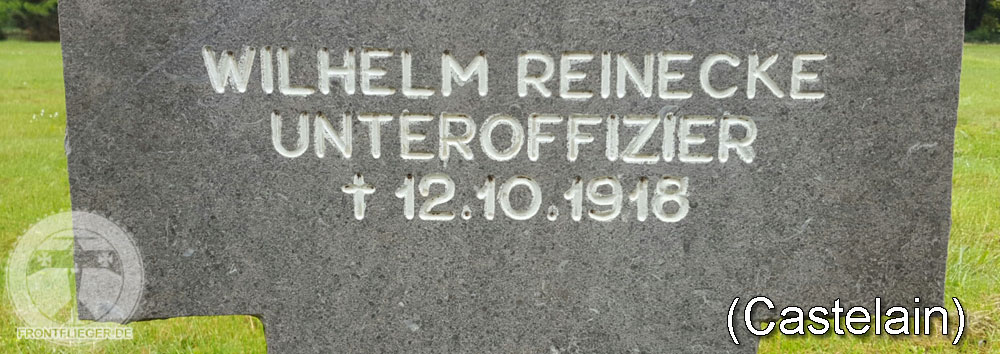 WILHELM REINECKE
UNTEROFFIZIER
† 12.10.1918
FRONTFLIEGER.DE
(Castelain)